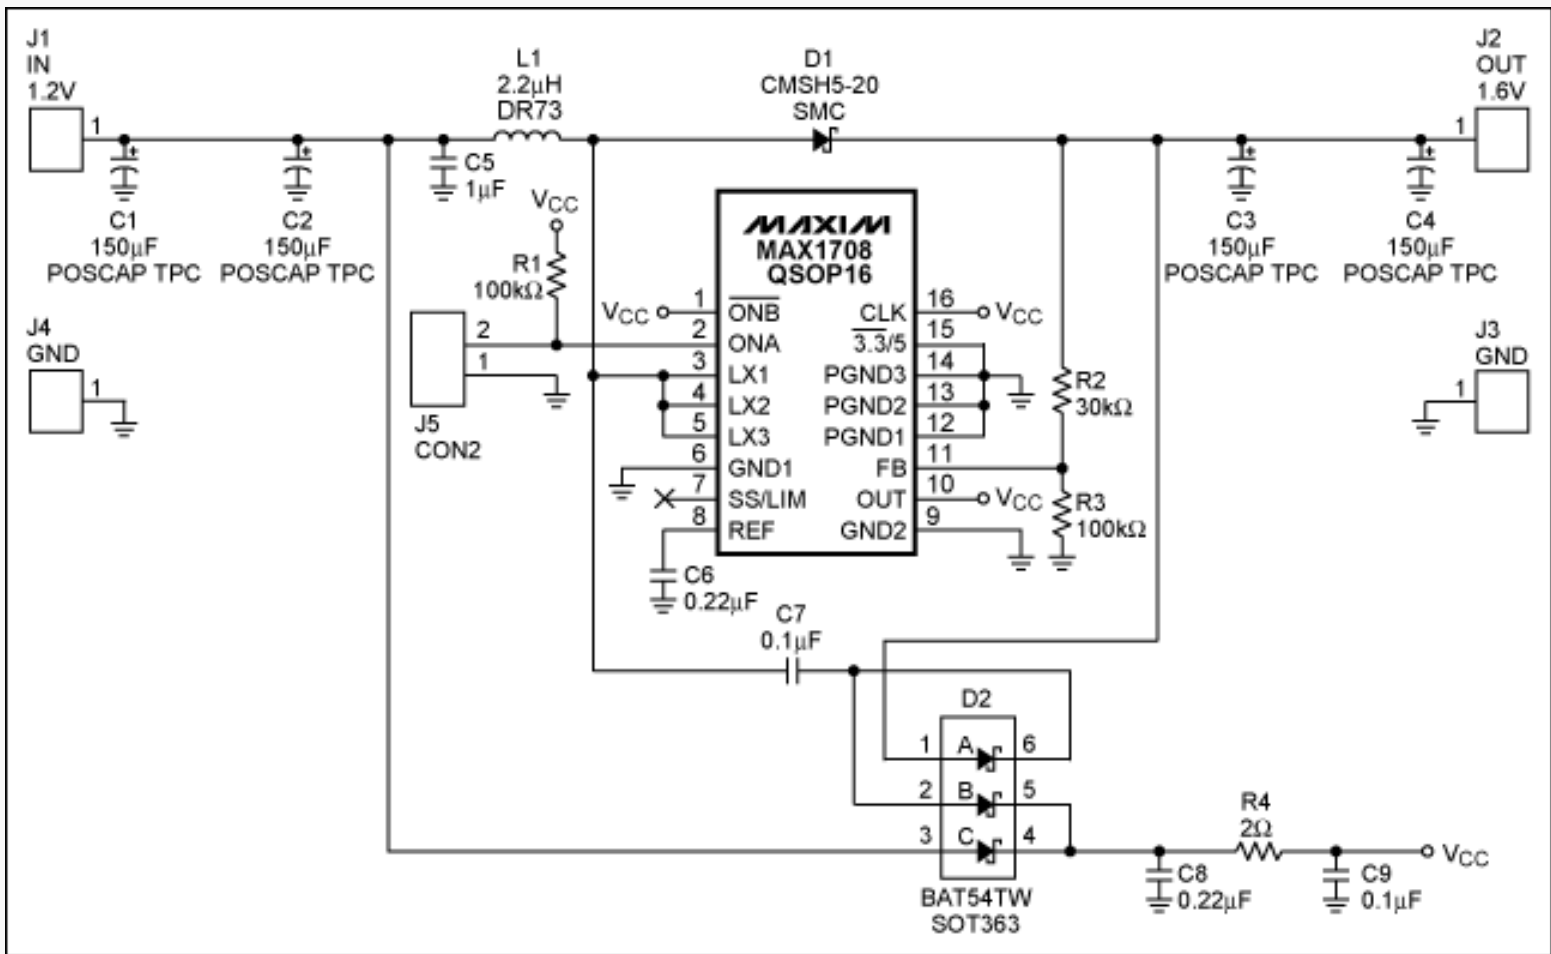 J1
IN
1.2V
1
C1
150µF
POSCAP TPC
C2
150µF
POSCAP TPC
C5
1µF
L1
2.2µH
DR73
D1
CMSH5-20
SMC
J2
OUT
1.6V
1
C3
150µF
POSCAP TPC
C4
150µF
POSCAP TPC
J4
GND
1
J3
GND
1
VCC
R1
100kΩ
J5
CON2
2
1
MAXIM
MAX1708
QSOP16
VCC
1 ONB
2 ONA
3 LX1
4 LX2
5 LX3
6 GND1
7 SS/LIM
8 REF
CLK 16
VCC
3.3/5 15
PGND3 14
PGND2 13
PGND1 12
FB 11
OUT 10
VCC
GND2 9
R2
30kΩ
R3
100kΩ
C6
0.22µF
C7
0.1µF
D2
1 A 6
2 B 5
3 C 4
BAT54TW
SOT363
C8
0.22µF
R4
2Ω
C9
0.1µF
VCC